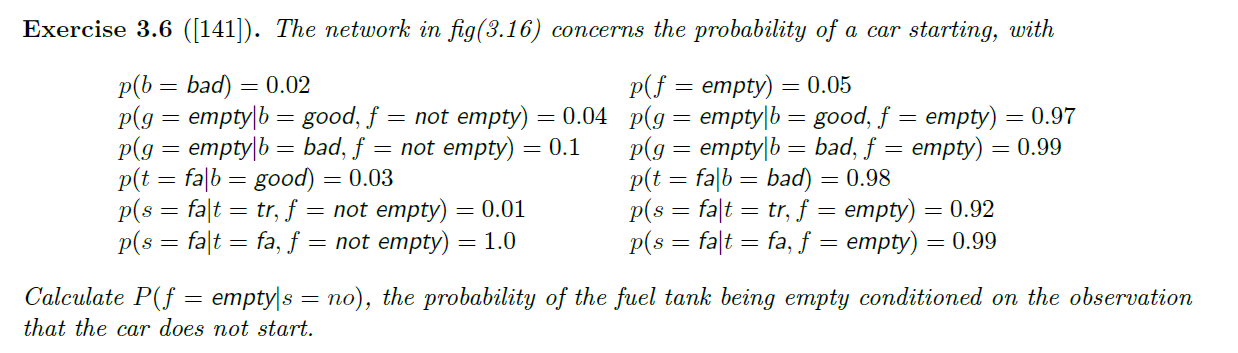 Exercise 3.6 ([141]). The network in fig(3.16) concerns the probability of a car starting, with
p(b = bad) = 0.02 p(f = empty) = 0.05
p(g = empty|b = good, f = not empty) = 0.04 p(g = empty|b = good, f = empty) = 0.97
p(g = empty|b = bad, f = not empty) = 0.1 p(g = empty|b = bad, f = empty) = 0.99
p(t = fa|b = good) = 0.03 p(t = fa|b = bad) = 0.98
p(s = fa|t = tr, f = not empty) = 0.01 p(s = fa|t = tr, f = empty) = 0.92
p(s = fa|t = fa, f = not empty) = 1.0 p(s = fa|t = fa, f = empty) = 0.99
Calculate P(f = empty|s = no), the probability of the fuel tank being empty conditioned on the observation
that the car does not start.